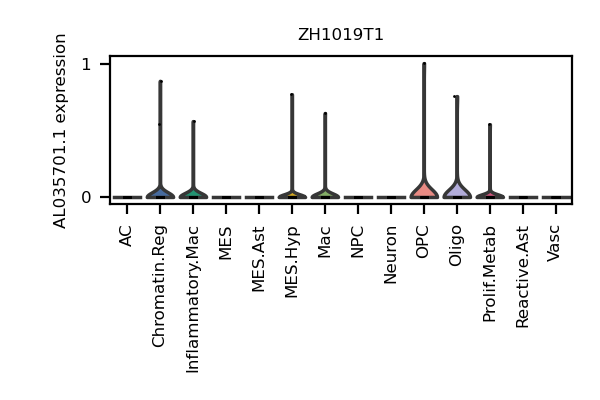 ZH1019T1
AL035701.1 expression
1
0
AC
Chromatin.Reg
Inflammatory.Mac
MES
MES.Ast
MES.Hyp
Mac
NPC
Neuron
OPC
Oligo
Prolif.Metab
Reactive.Ast
Vasc